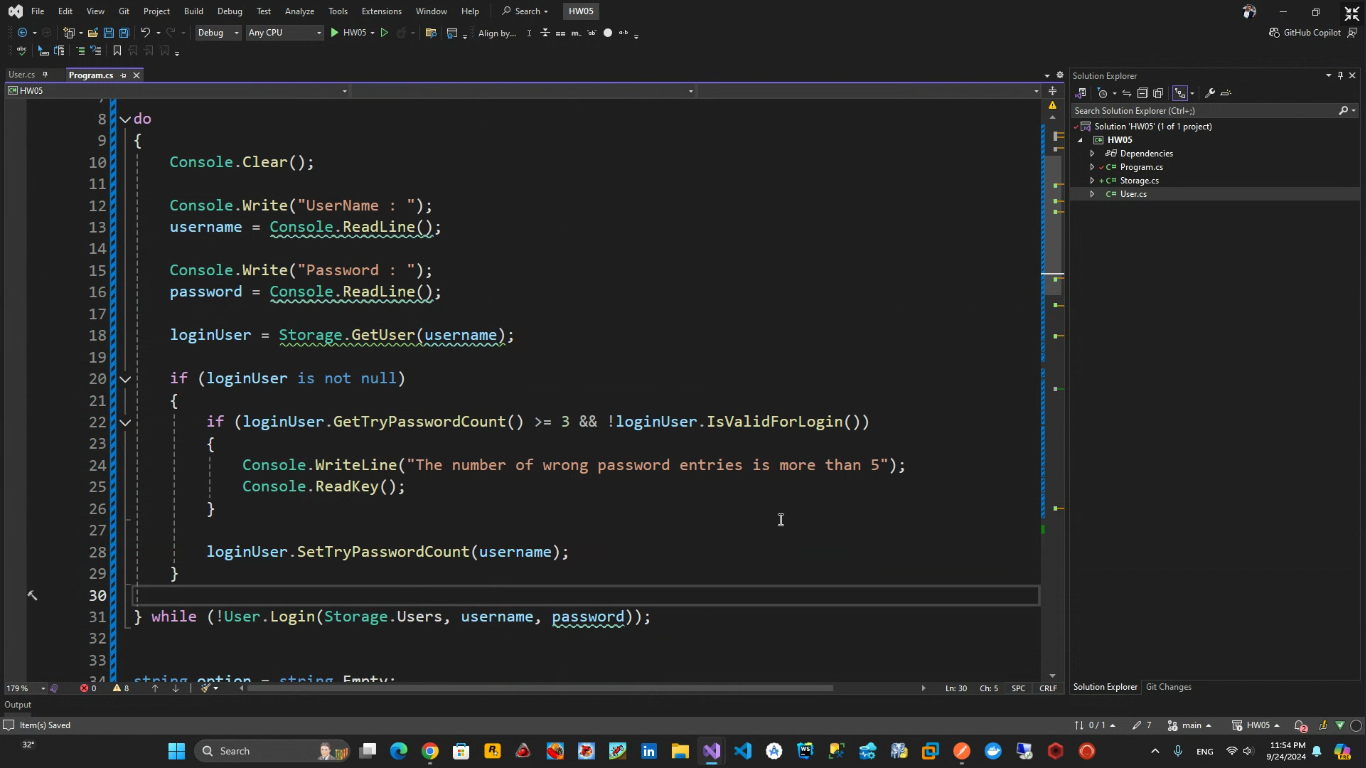 File Edit View Git Project Build Debug Test Analyze Tools Extensions Window Help Search HW05
Debug Any CPU HW05 Align by... GitHub Copilot
User.cs Program.cs
HW05
7
8 do
9 {
10 Console.Clear();
11
12 Console.Write("UserName : ");
13 username = Console.ReadLine();
14
15 Console.Write("Password : ");
16 password = Console.ReadLine();
17
18 loginUser = Storage.GetUser(username);
19
20 if (loginUser is not null)
21 {
22 if (loginUser.GetTryPasswordCount() >= 3 && !loginUser.IsValidForLogin())
23 {
24 Console.WriteLine("The number of wrong password entries is more than 5");
25 Console.ReadKey();
26 }
27
28 loginUser.SetTryPasswordCount(username);
29 }
30
31 } while (!User.Login(Storage.Users, username, password));
32
33
34 string option = string.Empty;
179 % 0 8 Ln: 30 Ch: 5 SPC CRLF
Solution Explorer
Search Solution Explorer (Ctrl+;)
Solution 'HW05' (1 of 1 project)
HW05
Dependencies
Program.cs
Storage.cs
User.cs
Solution Explorer Git Changes
Output
Item(s) Saved 0 / 1 7 main HW05 2
32° Search ENG 11:54 PM
9/24/2024